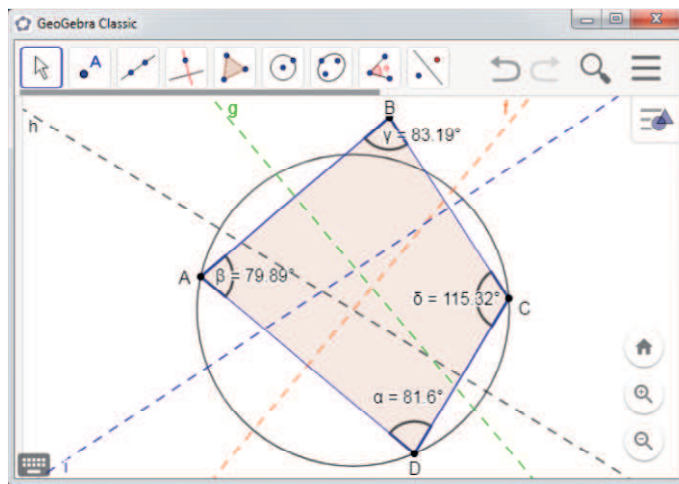 GeoGebra Classic
A
h
g
f
B
γ = 83.19°
A
β = 79.89°
δ = 115.32°
C
α = 81.6°
i
D